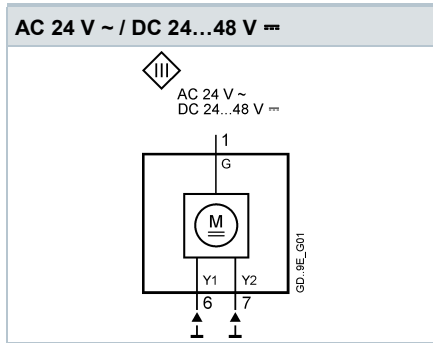 AC 24 V ~ / DC 24...48 V ⎓
III
AC 24 V ~
DC 24...48 V ⎓
1
G
M
Y1 Y2
6 7
GD..9E_G01